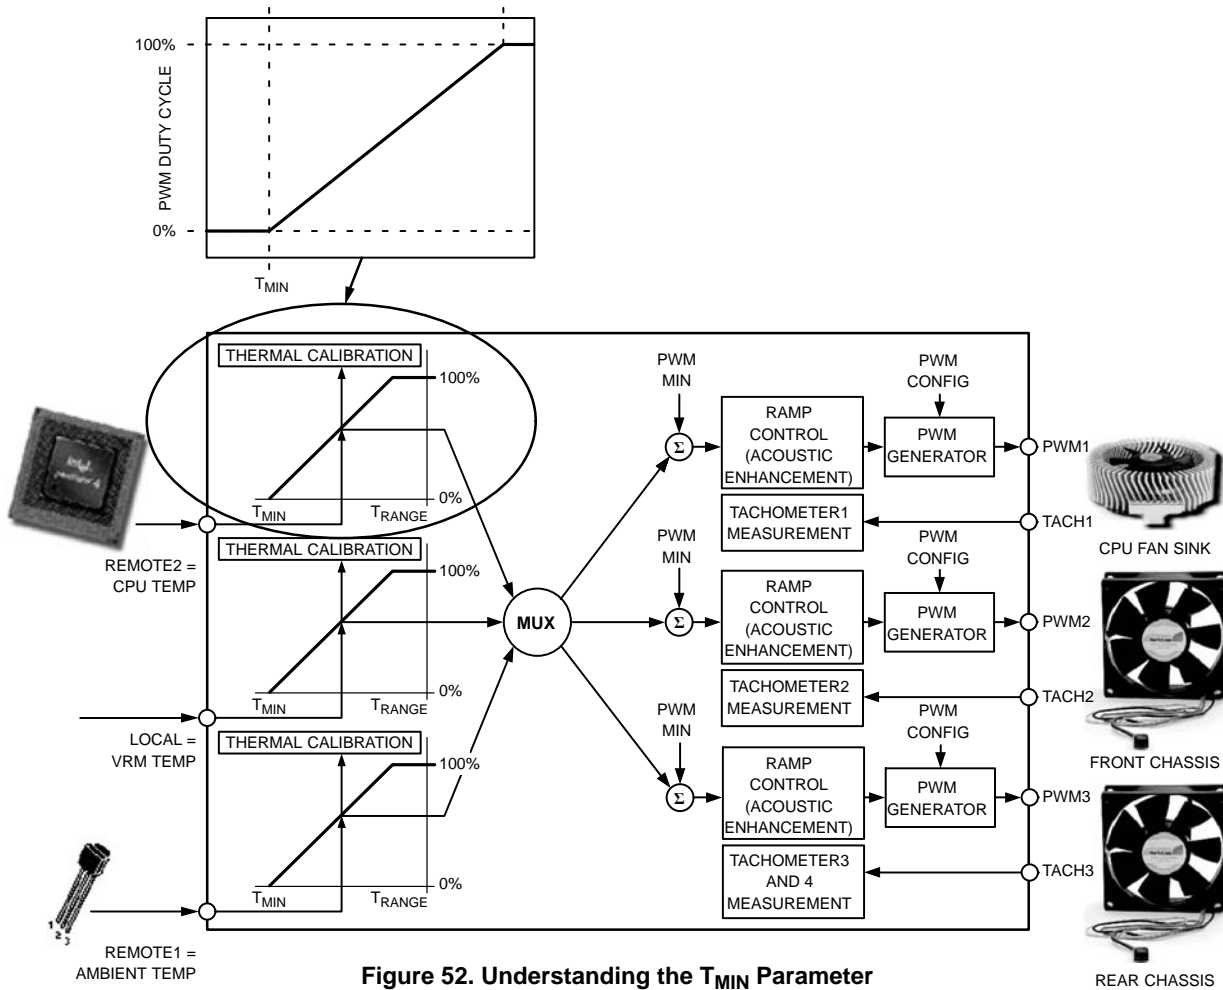 100%
PWM DUTY CYCLE
0%
TMIN
THERMAL CALIBRATION
100%
0%
TMIN
TRANGE
REMOTE2 =
CPU TEMP
THERMAL CALIBRATION
100%
0%
TMIN
TRANGE
LOCAL =
VRM TEMP
THERMAL CALIBRATION
100%
0%
TMIN
TRANGE
REMOTE1 =
AMBIENT TEMP
1
2
3
MUX
PWM
MIN
Σ
RAMP
CONTROL
(ACOUSTIC
ENHANCEMENT)
PWM
CONFIG
PWM
GENERATOR
PWM1
TACHOMETER1
MEASUREMENT
TACH1
CPU FAN SINK
PWM
MIN
Σ
RAMP
CONTROL
(ACOUSTIC
ENHANCEMENT)
PWM
CONFIG
PWM
GENERATOR
PWM2
TACHOMETER2
MEASUREMENT
TACH2
FRONT CHASSIS
PWM
MIN
Σ
RAMP
CONTROL
(ACOUSTIC
ENHANCEMENT)
PWM
CONFIG
PWM
GENERATOR
PWM3
TACHOMETER3
AND 4
MEASUREMENT
TACH3
REAR CHASSIS
intel
Figure 52. Understanding the TMIN Parameter